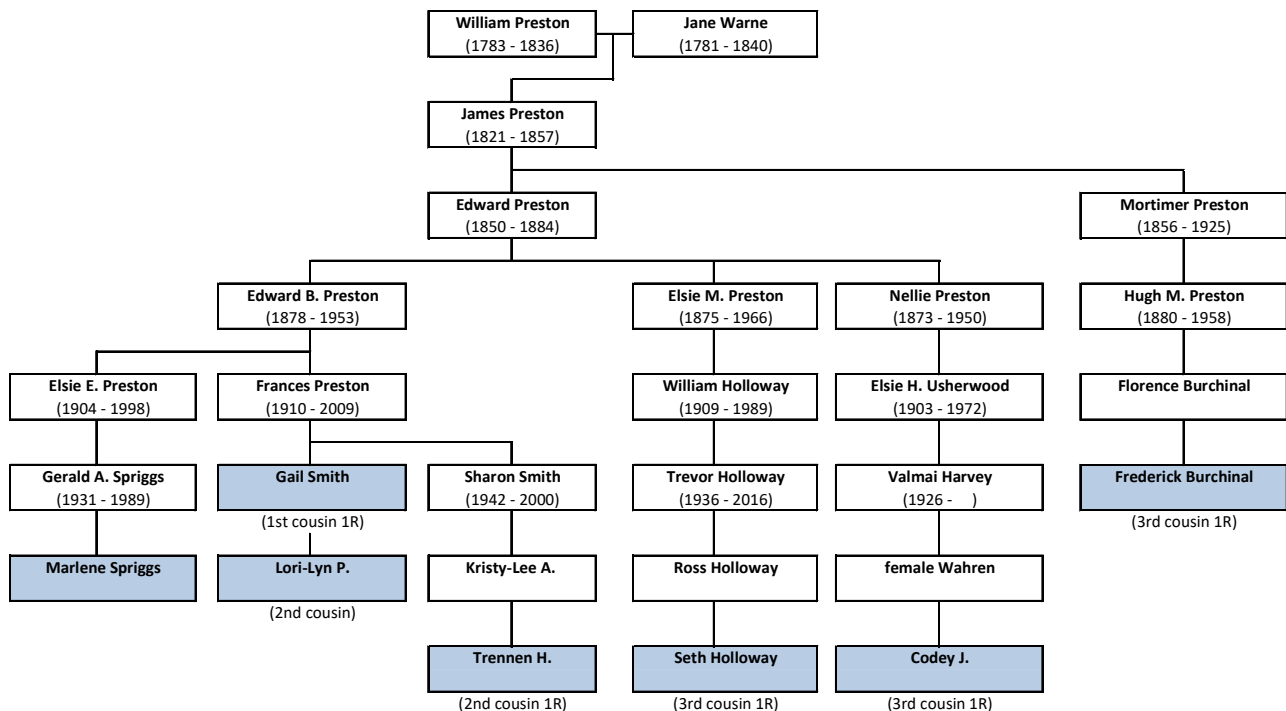 William Preston
(1783 - 1836)
Jane Warne
(1781 - 1840)
James Preston
(1821 - 1857)
Edward Preston
(1850 - 1884)
Mortimer Preston
(1856 - 1925)
Edward B. Preston
(1878 - 1953)
Elsie M. Preston
(1875 - 1966)
Nellie Preston
(1873 - 1950)
Hugh M. Preston
(1880 - 1958)
Elsie E. Preston
(1904 - 1998)
Frances Preston
(1910 - 2009)
William Holloway
(1909 - 1989)
Elsie H. Usherwood
(1903 - 1972)
Florence Burchinal
Gerald A. Spriggs
(1931 - 1989)
Gail Smith
(1st cousin 1R)
Sharon Smith
(1942 - 2000)
Trevor Holloway
(1936 - 2016)
Valmai Harvey
(1926 -     )
Frederick Burchinal
(3rd cousin 1R)
Marlene Spriggs
Lori-Lyn P.
(2nd cousin)
Kristy-Lee A.
Ross Holloway
female Wahren
Trennen H.
(2nd cousin 1R)
Seth Holloway
(3rd cousin 1R)
Codey J.
(3rd cousin 1R)